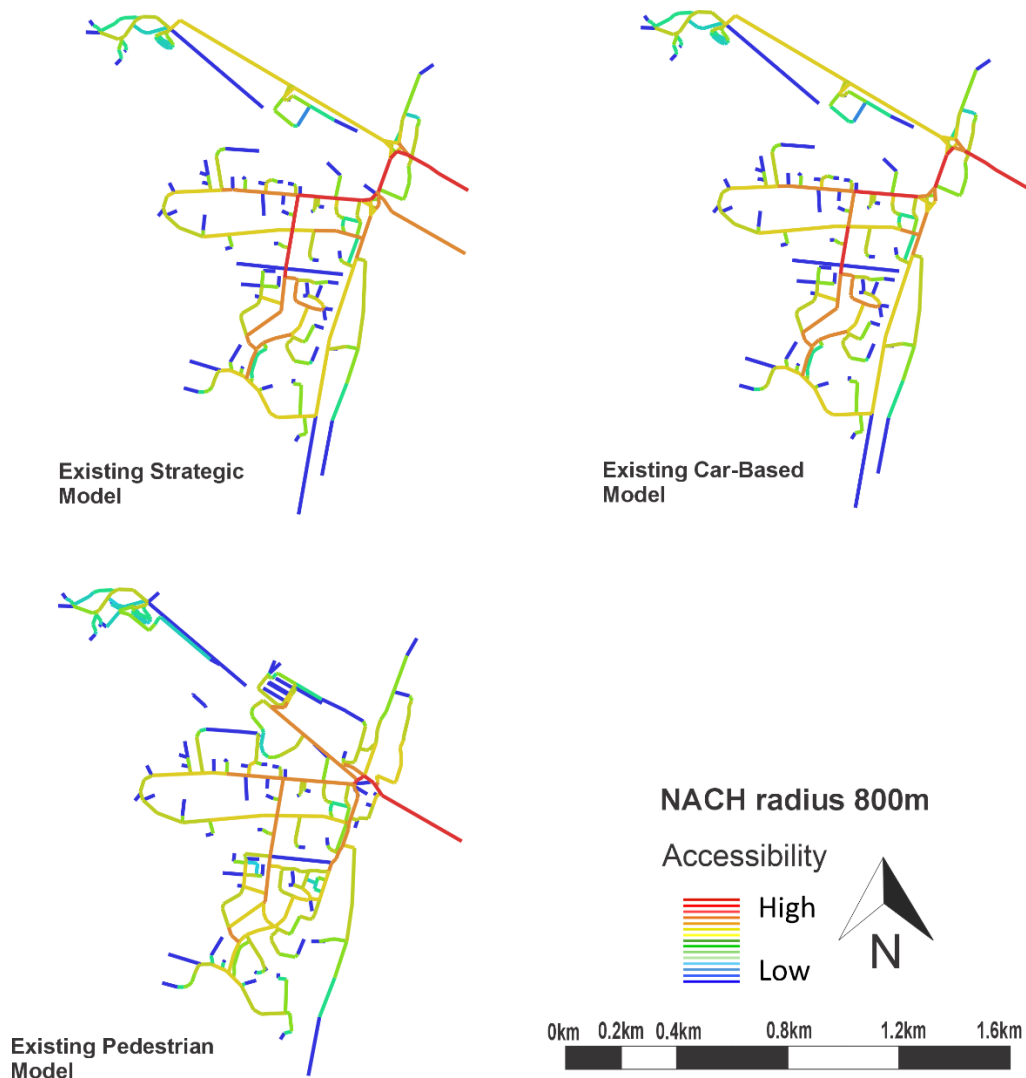 Existing Strategic
Model
Existing Car-Based
Model
Existing Pedestrian
Model
NACH radius 800m
Accessibility
High
Low
N
0km 0.2km 0.4km 0.8km 1.2km 1.6km